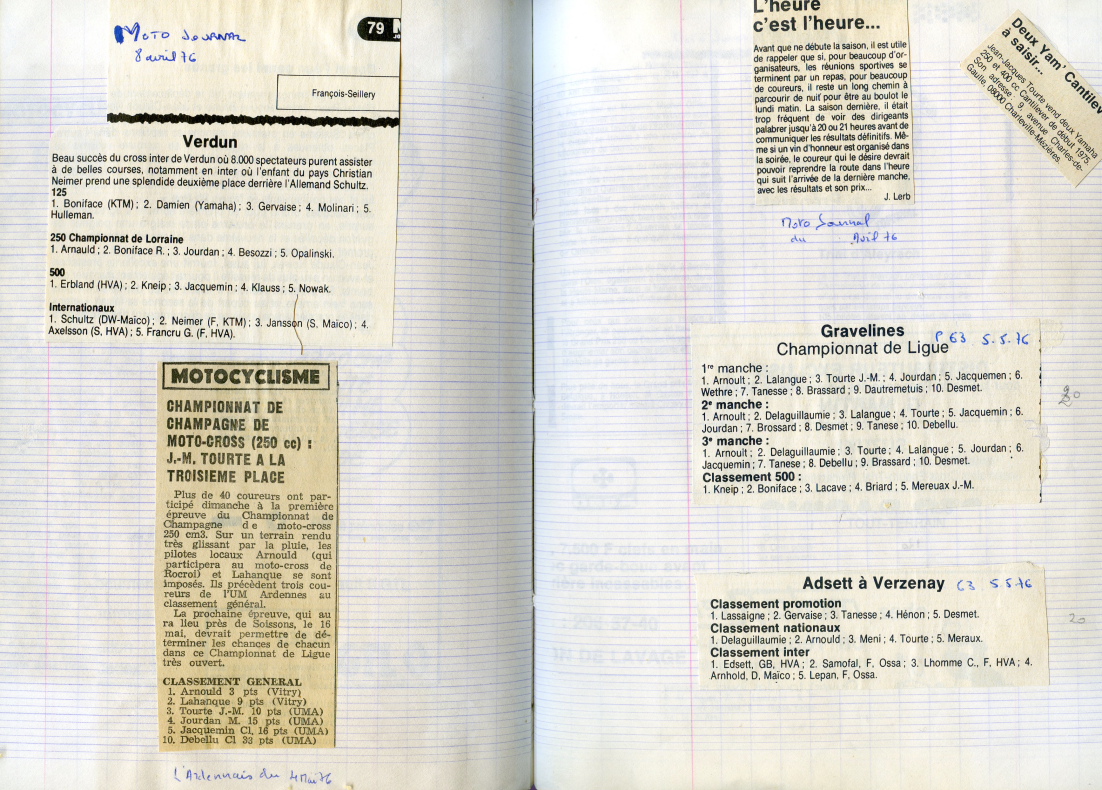 MOTO JOURNAL
8 avril 76
79
François-Seillery
Verdun
Beau succès du cross inter de Verdun où 8.000 spectateurs purent assister
à de belles courses, notamment en inter où l'enfant du pays Christian
Neimer prend une splendide deuxième place derrière l'Allemand Schultz.
125
1. Boniface (KTM) ; 2. Damien (Yamaha) ; 3. Gervaise ; 4. Molinari ; 5.
Hulleman.
250 Championnat de Lorraine
1. Arnauld ; 2. Boniface R. ; 3. Jourdan ; 4. Besozzi ; 5. Opalinski.
500
1. Erbland (HVA) ; 2. Kneip ; 3. Jacquemin ; 4. Klauss ; 5. Nowak.
Internationaux
1. Schultz (DW-Maico) ; 2. Neimer (F, KTM) ; 3. Jansson (S. Maico) ; 4.
Axelsson (S, HVA) ; 5. Francru G. (F, HVA).
MOTOCYCLISME
CHAMPIONNAT DE
CHAMPAGNE DE
MOTO-CROSS (250 cc) :
J.-M. TOURTE A LA
TROISIEME PLACE
Plus de 40 coureurs ont par-
ticipé dimanche à la première
épreuve du Championnat de
Champagne de moto-cross
250 cm3. Sur un terrain rendu
très glissant par la pluie, les
pilotes locaux Arnould (qui
participera au moto-cross de
Rocroi) et Lahanque se sont
imposés. Ils précèdent trois cou-
reurs de l'UM Ardennes au
classement général.
La prochaine épreuve, qui au
ra lieu près de Soissons, le 16
mai, devrait permettre de dé-
terminer les chances de chacun
dans ce Championnat de Ligue
très ouvert.
CLASSEMENT GENERAL
1. Arnould 3 pts (Vitry)
2. Lahanque 9 pts (Vitry)
3. Tourte J.-M. 10 pts (UMA)
4. Jourdan M. 15 pts (UMA)
5. Jacquemin Cl. 16 pts (UMA)
10. Debellu Cl 33 pts (UMA)
L'Ardennais du 4 Mai 76
L'heure
c'est l'heure...
Avant que ne débute la saison, il est utile
de rappeler que si, pour beaucoup d'or-
ganisateurs, les réunions sportives se
terminent par un repas, pour beaucoup
de coureurs, il reste un long chemin à
parcourir de nuit pour être au boulot le
lundi matin. La saison dernière, il était
trop fréquent de voir des dirigeants
palabrer jusqu'à 20 ou 21 heures avant de
communiquer les résultats définitifs. Mê-
me si un vin d'honneur est organisé dans
la soirée, le coureur qui le désire devrait
pouvoir reprendre la route dans l'heure
qui suit l'arrivée de la dernière manche,
avec les résultats et son prix...
J. Lerb
Moto Journal
du Avril 76
Deux Yam' Cantilev
à saisir...
Jean-Jacques Tourte vend deux Yamaha
250 et 400 cc Cantilever de début 1975.
Son adresse : 9, avenue Charles-de-
Gaulle, 08000 Charleville-Mézières.
Gravelines P 63 5.5.76
Championnat de Ligue
1re manche :
1. Arnoult ; 2. Lalangue ; 3. Tourte J.-M. ; 4. Jourdan ; 5. Jacquemen ; 6.
Wethre ; 7. Tanesse ; 8. Brassard ; 9. Dautremetuis ; 10. Desmet.
2e manche :
1. Arnoult ; 2. Delaguillaumie ; 3. Lalangue ; 4. Tourte ; 5. Jacquemin ; 6.
Jourdan ; 7. Brossard ; 8. Desmet ; 9. Tanese ; 10. Debellu.
3e manche :
1. Arnoult ; 2. Delaguillaumie ; 3. Tourte ; 4. Lalangue ; 5. Jourdan ; 6.
Jacquemin ; 7. Tanese ; 8. Debellu ; 9. Brassard ; 10. Desmet.
Classement 500 :
1. Kneip ; 2. Boniface ; 3. Lacave ; 4. Briard ; 5. Mereuax J.-M.
Adsett à Verzenay 63 5.5.76
Classement promotion
1. Lassaigne ; 2. Gervaise ; 3. Tanesse ; 4. Hénon ; 5. Desmet.
Classement nationaux
1. Delaguillaumie ; 2. Arnould ; 3. Meni ; 4. Tourte ; 5. Meraux.
Classement inter
1. Edsett, GB, HVA ; 2. Samofal, F. Ossa ; 3. Lhomme C., F, HVA ; 4.
Arnhold, D, Maïco ; 5. Lepan, F, Ossa.
20